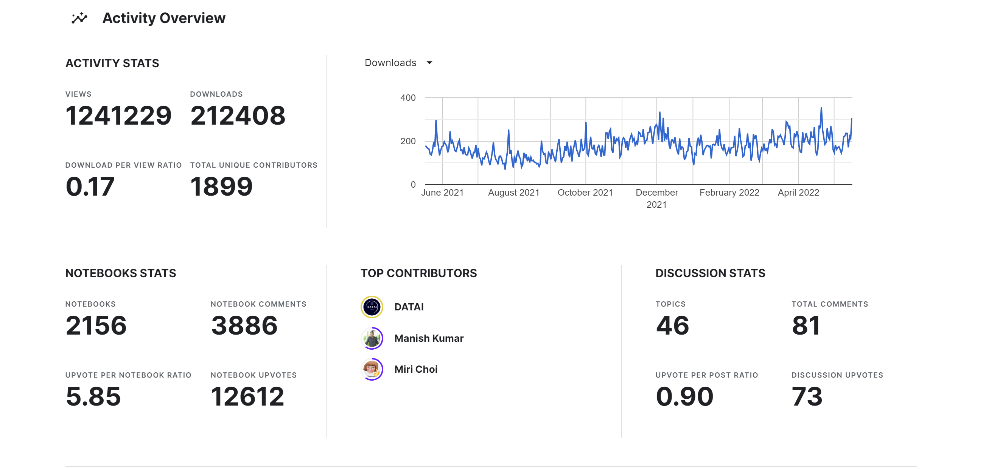 Activity Overview
ACTIVITY STATS
VIEWS
1241229
DOWNLOADS
212408
DOWNLOAD PER VIEW RATIO
0.17
TOTAL UNIQUE CONTRIBUTORS
1899
Downloads
400
200
0
June 2021
August 2021
October 2021
December
2021
February 2022
April 2022
NOTEBOOKS STATS
NOTEBOOKS
2156
NOTEBOOK COMMENTS
3886
UPVOTE PER NOTEBOOK RATIO
5.85
NOTEBOOK UPVOTES
12612
TOP CONTRIBUTORS
DATAI
DATAI
Manish Kumar
Miri Choi
DISCUSSION STATS
TOPICS
46
TOTAL COMMENTS
81
UPVOTE PER POST RATIO
0.90
DISCUSSION UPVOTES
73